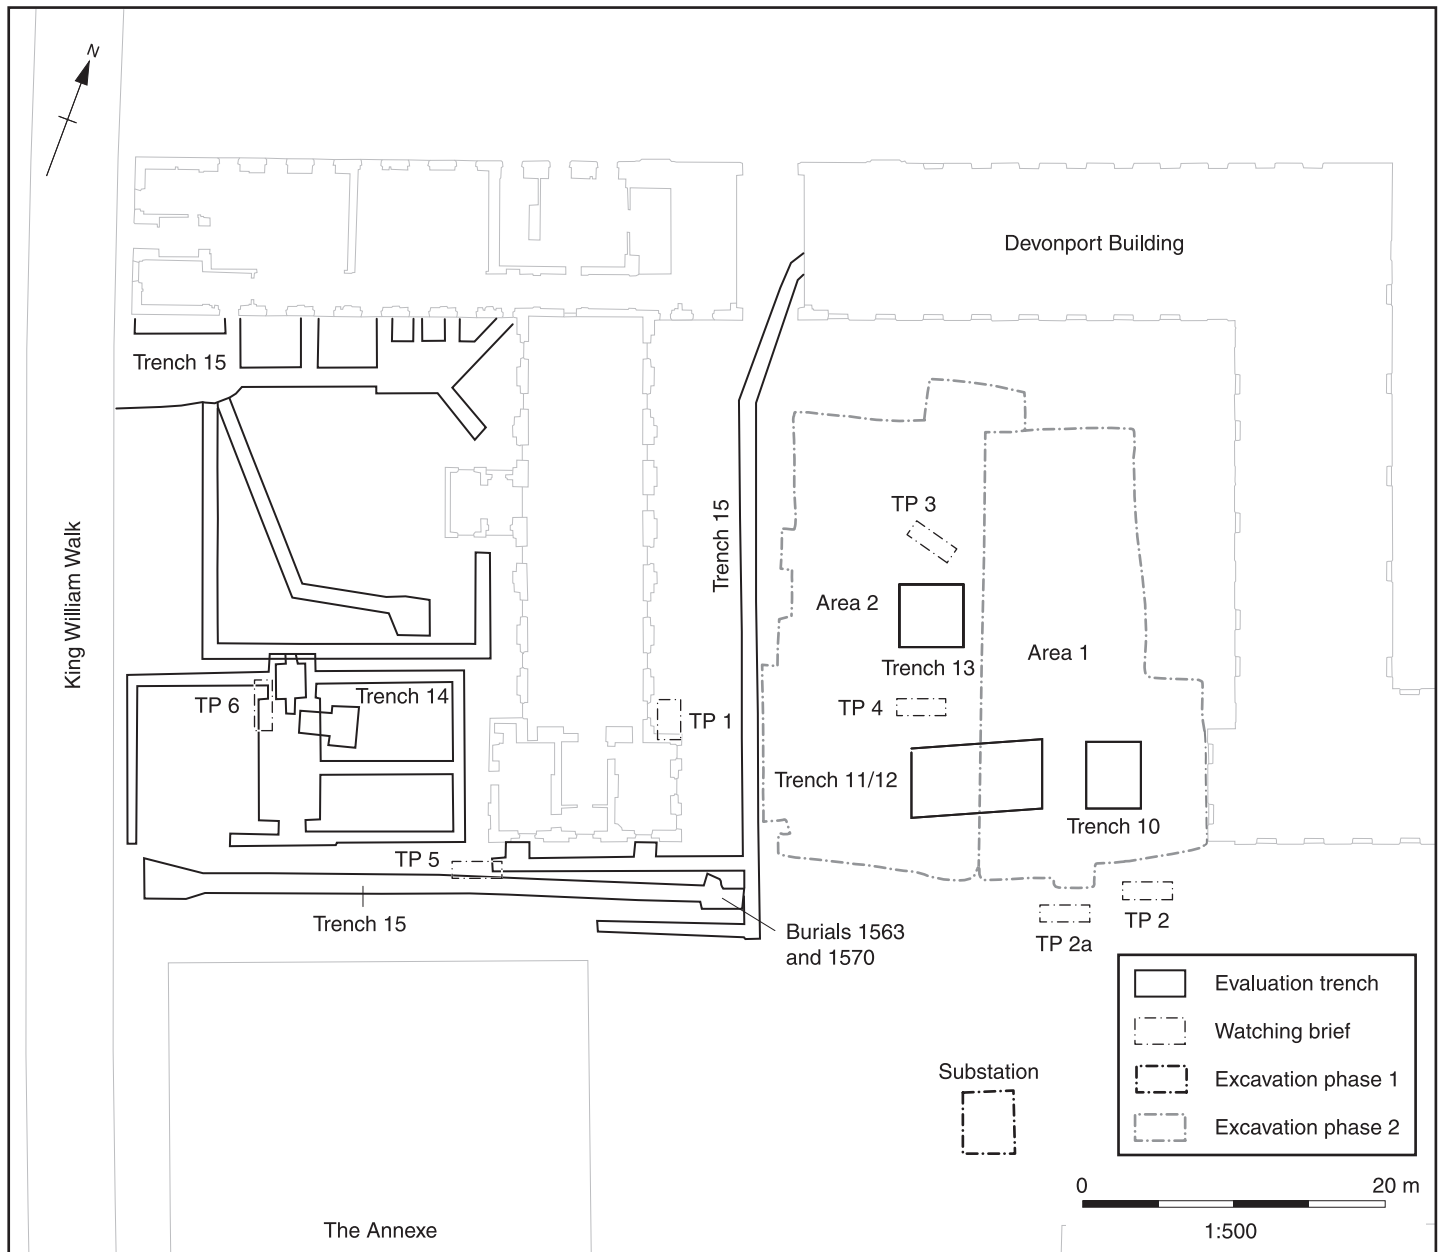 N
Devonport Building
Trench 15
TP 3
Trench 15
King William Walk
Area 2
Area 1
Trench 13
TP 6
Trench 14
TP 4
TP 1
Trench 11/12
Trench 10
TP 5
Trench 15
Burials 1563
and 1570
TP 2
TP 2a
Evaluation trench
Watching brief
Excavation phase 1
Excavation phase 2
Substation
0
20 m
1:500
The Annexe